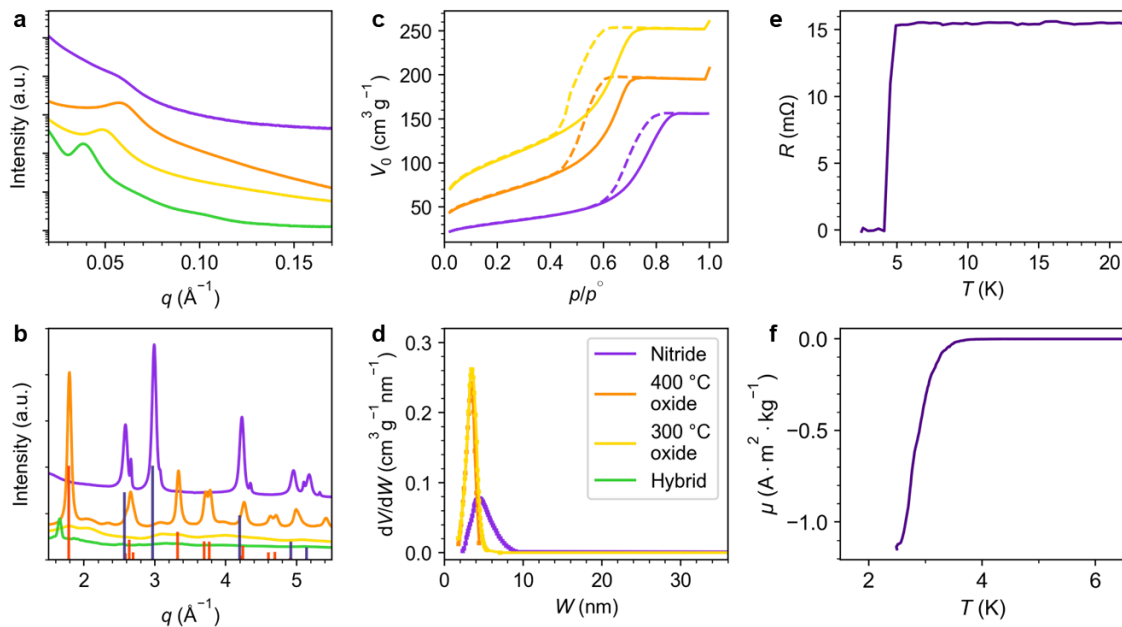 a
Intensity (a.u.)
0.05
0.10
0.15
q (Å⁻¹)
b
Intensity (a.u.)
2
3
4
5
q (Å⁻¹)
c
V₀ (cm³ g⁻¹)
250
200
150
100
50
0.0
0.2
0.4
0.6
0.8
1.0
p/p°
d
dV/dW (cm³ g⁻¹ nm⁻¹)
0.3
0.2
0.1
0.0
0
10
20
30
W (nm)
Nitride
400 °C
oxide
300 °C
oxide
Hybrid
e
R (mΩ)
15
10
5
0
5
10
15
20
T (K)
f
μ (A · m² · kg⁻¹)
0.0
−0.5
−1.0
2
4
6
T (K)